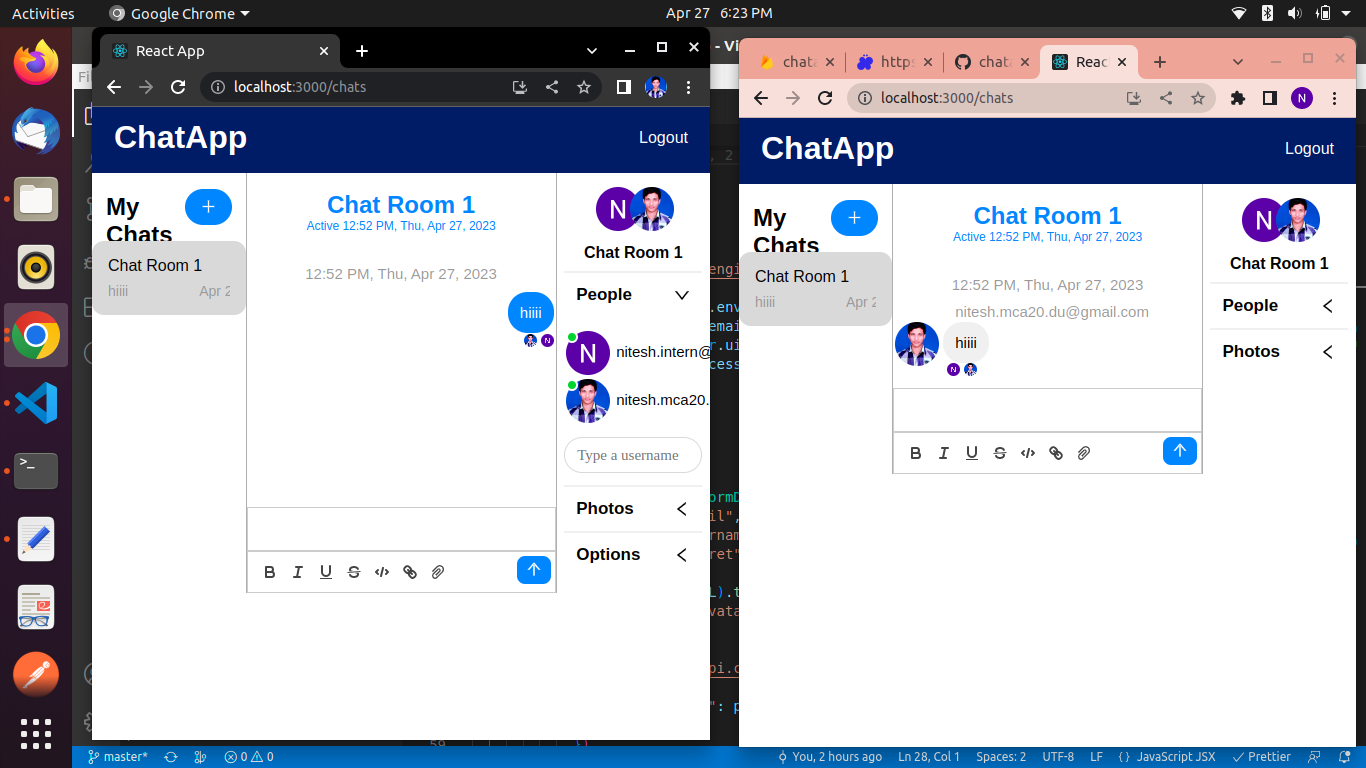 Activities
Google Chrome
Apr 27 6:23 PM
React App
localhost:3000/chats
ChatApp
Logout
My Chats
Chat Room 1
hiiii
Apr 2
Chat Room 1
Active 12:52 PM, Thu, Apr 27, 2023
12:52 PM, Thu, Apr 27, 2023
hiiii
N
B I U S
N
Chat Room 1
People
N
nitesh.intern@
nitesh.mca20.
Type a username
Photos
Options
chata
https
chata
Reac
localhost:3000/chats
N
ChatApp
Logout
My Chats
Chat Room 1
hiiii
Apr 2
Chat Room 1
Active 12:52 PM, Thu, Apr 27, 2023
12:52 PM, Thu, Apr 27, 2023
nitesh.mca20.du@gmail.com
hiiii
N
B I U S
N
Chat Room 1
People
Photos
master*
0 0
You, 2 hours ago
Ln 28, Col 1
Spaces: 2
UTF-8
LF
{ } JavaScript JSX
Prettier